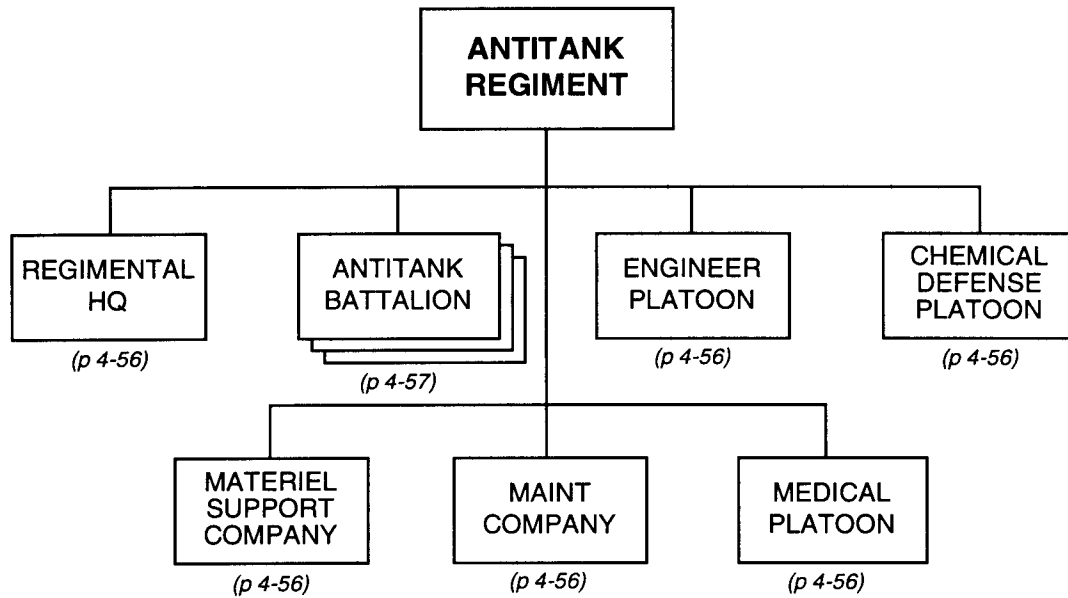 ANTITANK
REGIMENT
REGIMENTAL
HQ
(p 4-56)
ANTITANK
BATTALION
(p 4-57)
ENGINEER
PLATOON
(p 4-56)
CHEMICAL
DEFENSE
PLATOON
(p 4-56)
MATERIEL
SUPPORT
COMPANY
(p 4-56)
MAINT
COMPANY
(p 4-56)
MEDICAL
PLATOON
(p 4-56)